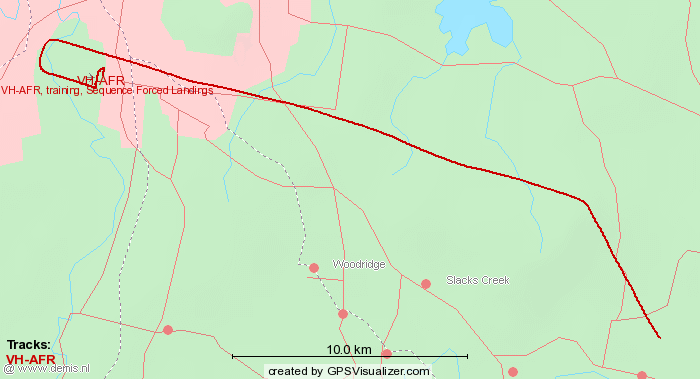 VH-AFR
VH-AFR, training, Sequence Forced Landings
Woodridge
Slacks Creek
Tracks:
VH-AFR
@ www.demis.nl
10.0 km
created by GPSVisualizer.com